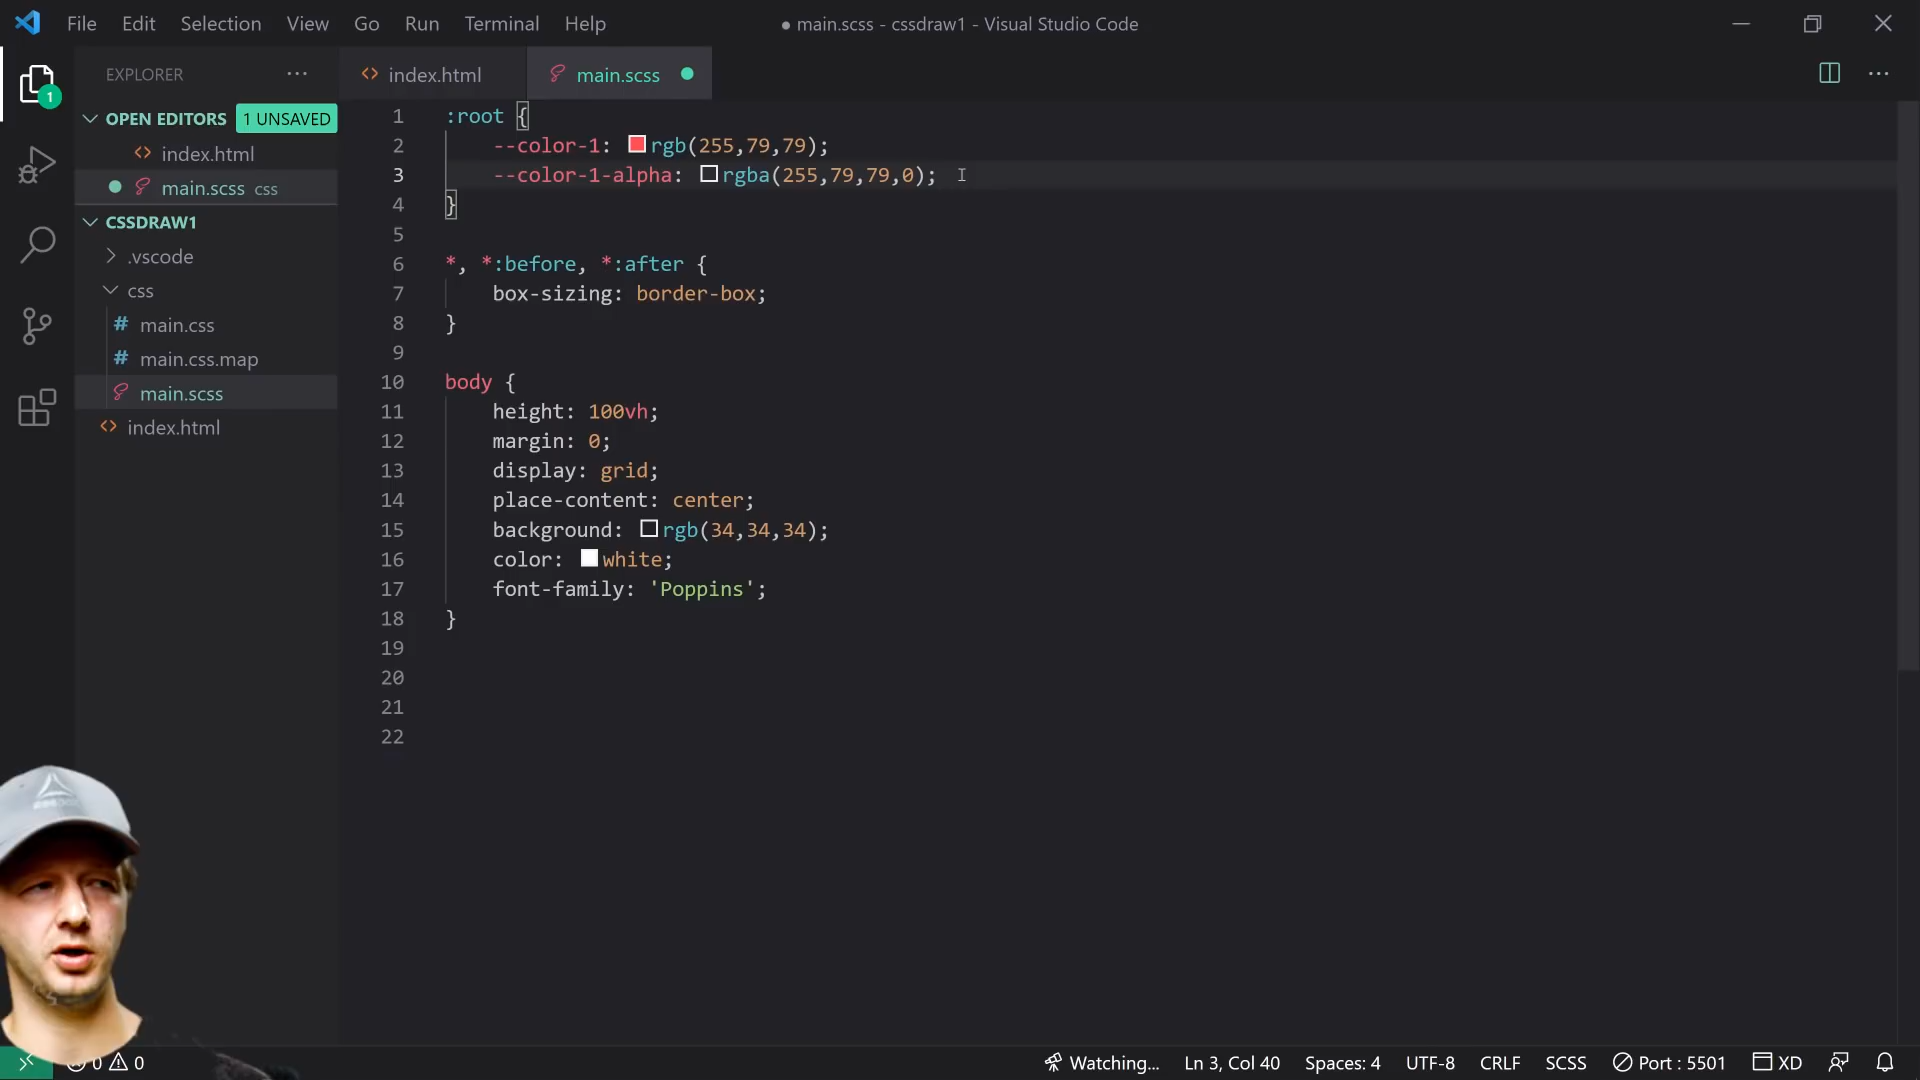 File Edit Selection View Go Run Terminal Help
● main.scss - cssdraw1 - Visual Studio Code
EXPLORER ···
index.html
main.scss ●
···
1
OPEN EDITORS 1 UNSAVED
index.html
● main.scss css
CSSDRAW1
.vscode
css
# main.css
# main.css.map
main.scss
index.html
1 :root {
2 --color-1: rgb(255,79,79);
3 --color-1-alpha: rgba(255,79,79,0);
4 }
5
6 *, *:before, *:after {
7 box-sizing: border-box;
8 }
9
10 body {
11 height: 100vh;
12 margin: 0;
13 display: grid;
14 place-content: center;
15 background: rgb(34,34,34);
16 color: white;
17 font-family: 'Poppins';
18 }
19
20
21
22
0 0 Watching... Ln 3, Col 40 Spaces: 4 UTF-8 CRLF SCSS Port : 5501 XD